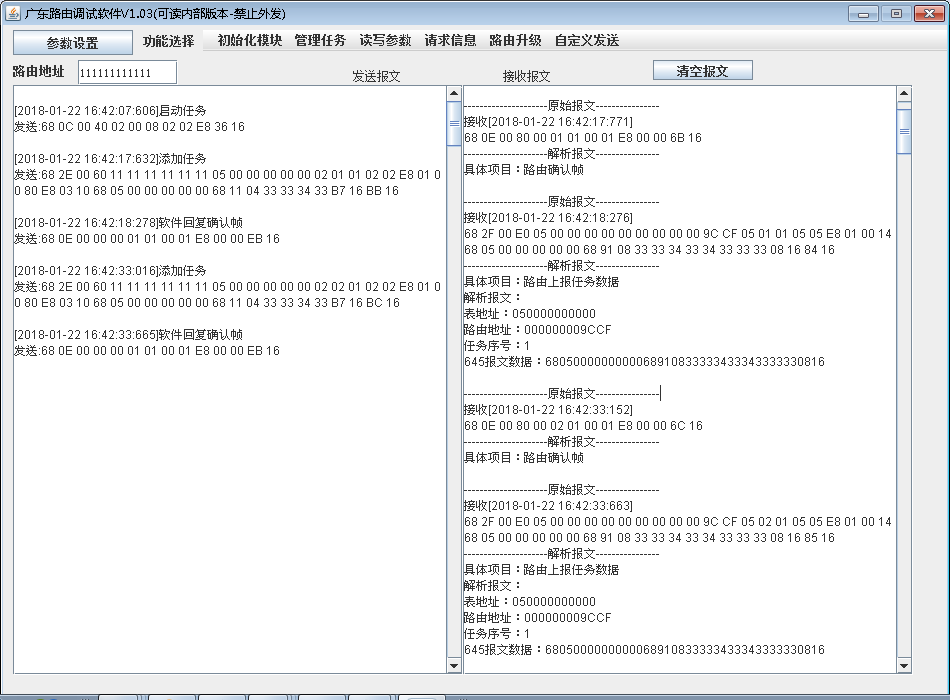 广东路由调试软件V1.03(可读内部版本-禁止外发)
参数设置 功能选择 初始化模块 管理任务 读写参数 请求信息 路由升级 自定义发送
路由地址 111111111111 发送报文 接收报文 清空报文
[2018-01-22 16:42:07:606]启动任务
发送:68 0C 00 40 02 00 08 02 02 E8 36 16
[2018-01-22 16:42:17:632]添加任务
发送:68 2E 00 60 11 11 11 11 11 11 05 00 00 00 00 00 02 01 01 02 02 E8 01 0
0 80 E8 03 10 68 05 00 00 00 00 00 68 11 04 33 33 34 33 B7 16 BB 16
[2018-01-22 16:42:18:278]软件回复确认帧
发送:68 0E 00 00 00 01 01 00 01 E8 00 00 EB 16
[2018-01-22 16:42:33:016]添加任务
发送:68 2E 00 60 11 11 11 11 11 11 05 00 00 00 00 00 02 02 01 02 02 E8 01 0
0 80 E8 03 10 68 05 00 00 00 00 00 68 11 04 33 33 34 33 B7 16 BC 16
[2018-01-22 16:42:33:665]软件回复确认帧
发送:68 0E 00 00 00 01 01 00 01 E8 00 00 EB 16
---------------------原始报文----------------
接收[2018-01-22 16:42:17:771]
68 0E 00 80 00 01 01 00 01 E8 00 00 6B 16
---------------------解析报文----------------
具体项目：路由确认帧
---------------------原始报文----------------
接收[2018-01-22 16:42:18:276]
68 2F 00 E0 05 00 00 00 00 00 00 00 00 00 9C CF 05 01 01 05 05 E8 01 00 14
68 05 00 00 00 00 00 68 91 08 33 33 34 33 34 33 33 33 08 16 84 16
---------------------解析报文----------------
具体项目：路由上报任务数据
解析报文：
表地址：050000000000
路由地址：000000009CCF
任务序号：1
645报文数据：6805000000000068910833333433343333330816
---------------------原始报文----------------
接收[2018-01-22 16:42:33:152]
68 0E 00 80 00 02 01 00 01 E8 00 00 6C 16
---------------------解析报文----------------
具体项目：路由确认帧
---------------------原始报文----------------
接收[2018-01-22 16:42:33:663]
68 2F 00 E0 05 00 00 00 00 00 00 00 00 00 9C CF 05 02 01 05 05 E8 01 00 14
68 05 00 00 00 00 00 68 91 08 33 33 34 33 34 33 33 33 08 16 85 16
---------------------解析报文----------------
具体项目：路由上报任务数据
解析报文：
表地址：050000000000
路由地址：000000009CCF
任务序号：1
645报文数据：6805000000000068910833333433343333330816